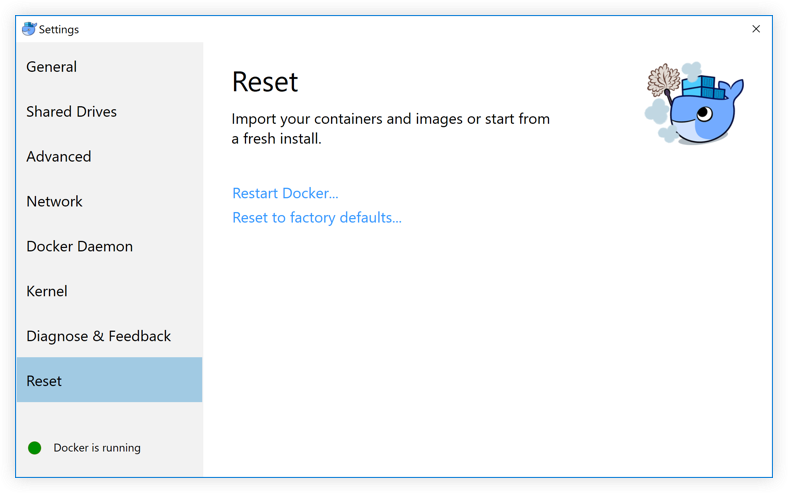 Settings
General
Shared Drives
Advanced
Network
Docker Daemon
Kernel
Diagnose & Feedback
Reset
Docker is running
Reset
Import your containers and images or start from
a fresh install.
Restart Docker...
Reset to factory defaults...